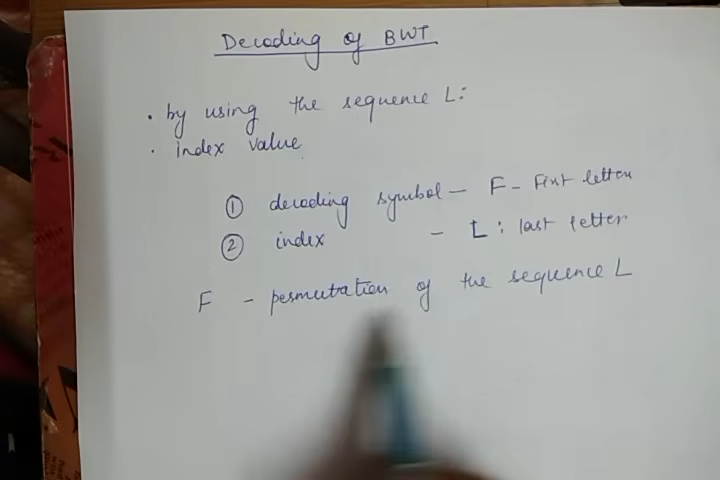 Decoding of BWT
• by using the sequence L:
• index value
① decoding symbol – F – First letter
② index – L : last letter
F – permutation of the sequence L